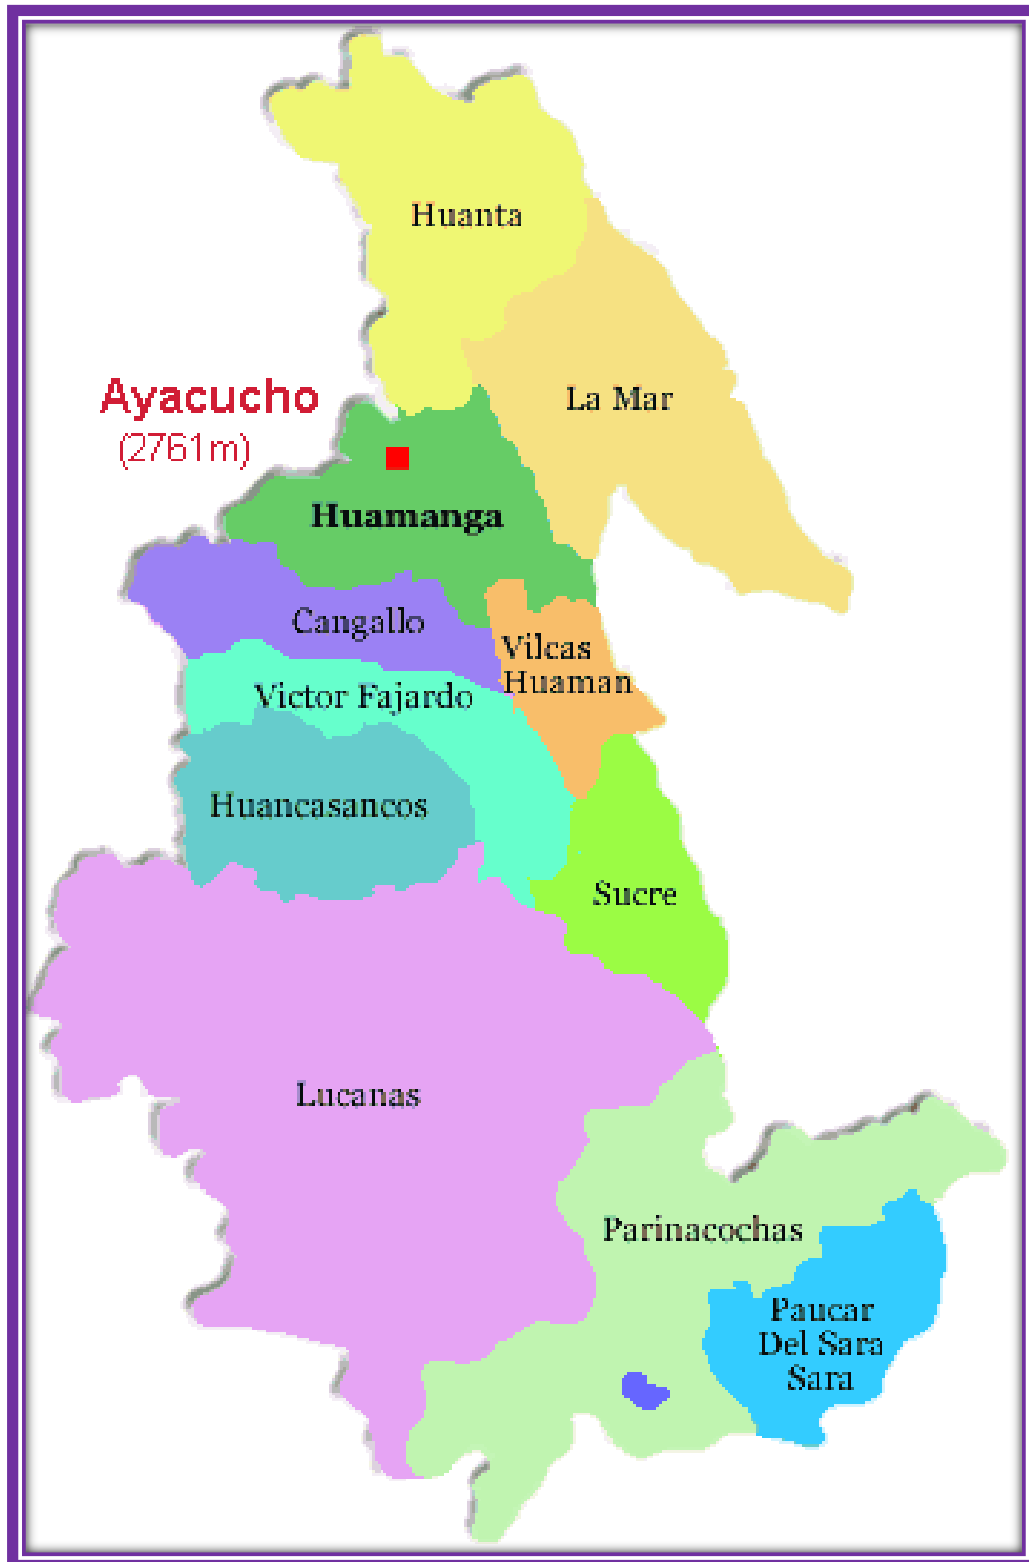 Huanta
Ayacucho
(2761m)
La Mar
Huamanga
Cangallo
Vilcas
Huaman
Victor Fajardo
Huancasancos
Sucre
Lucanas
Parinacochas
Paucar
Del Sara
Sara